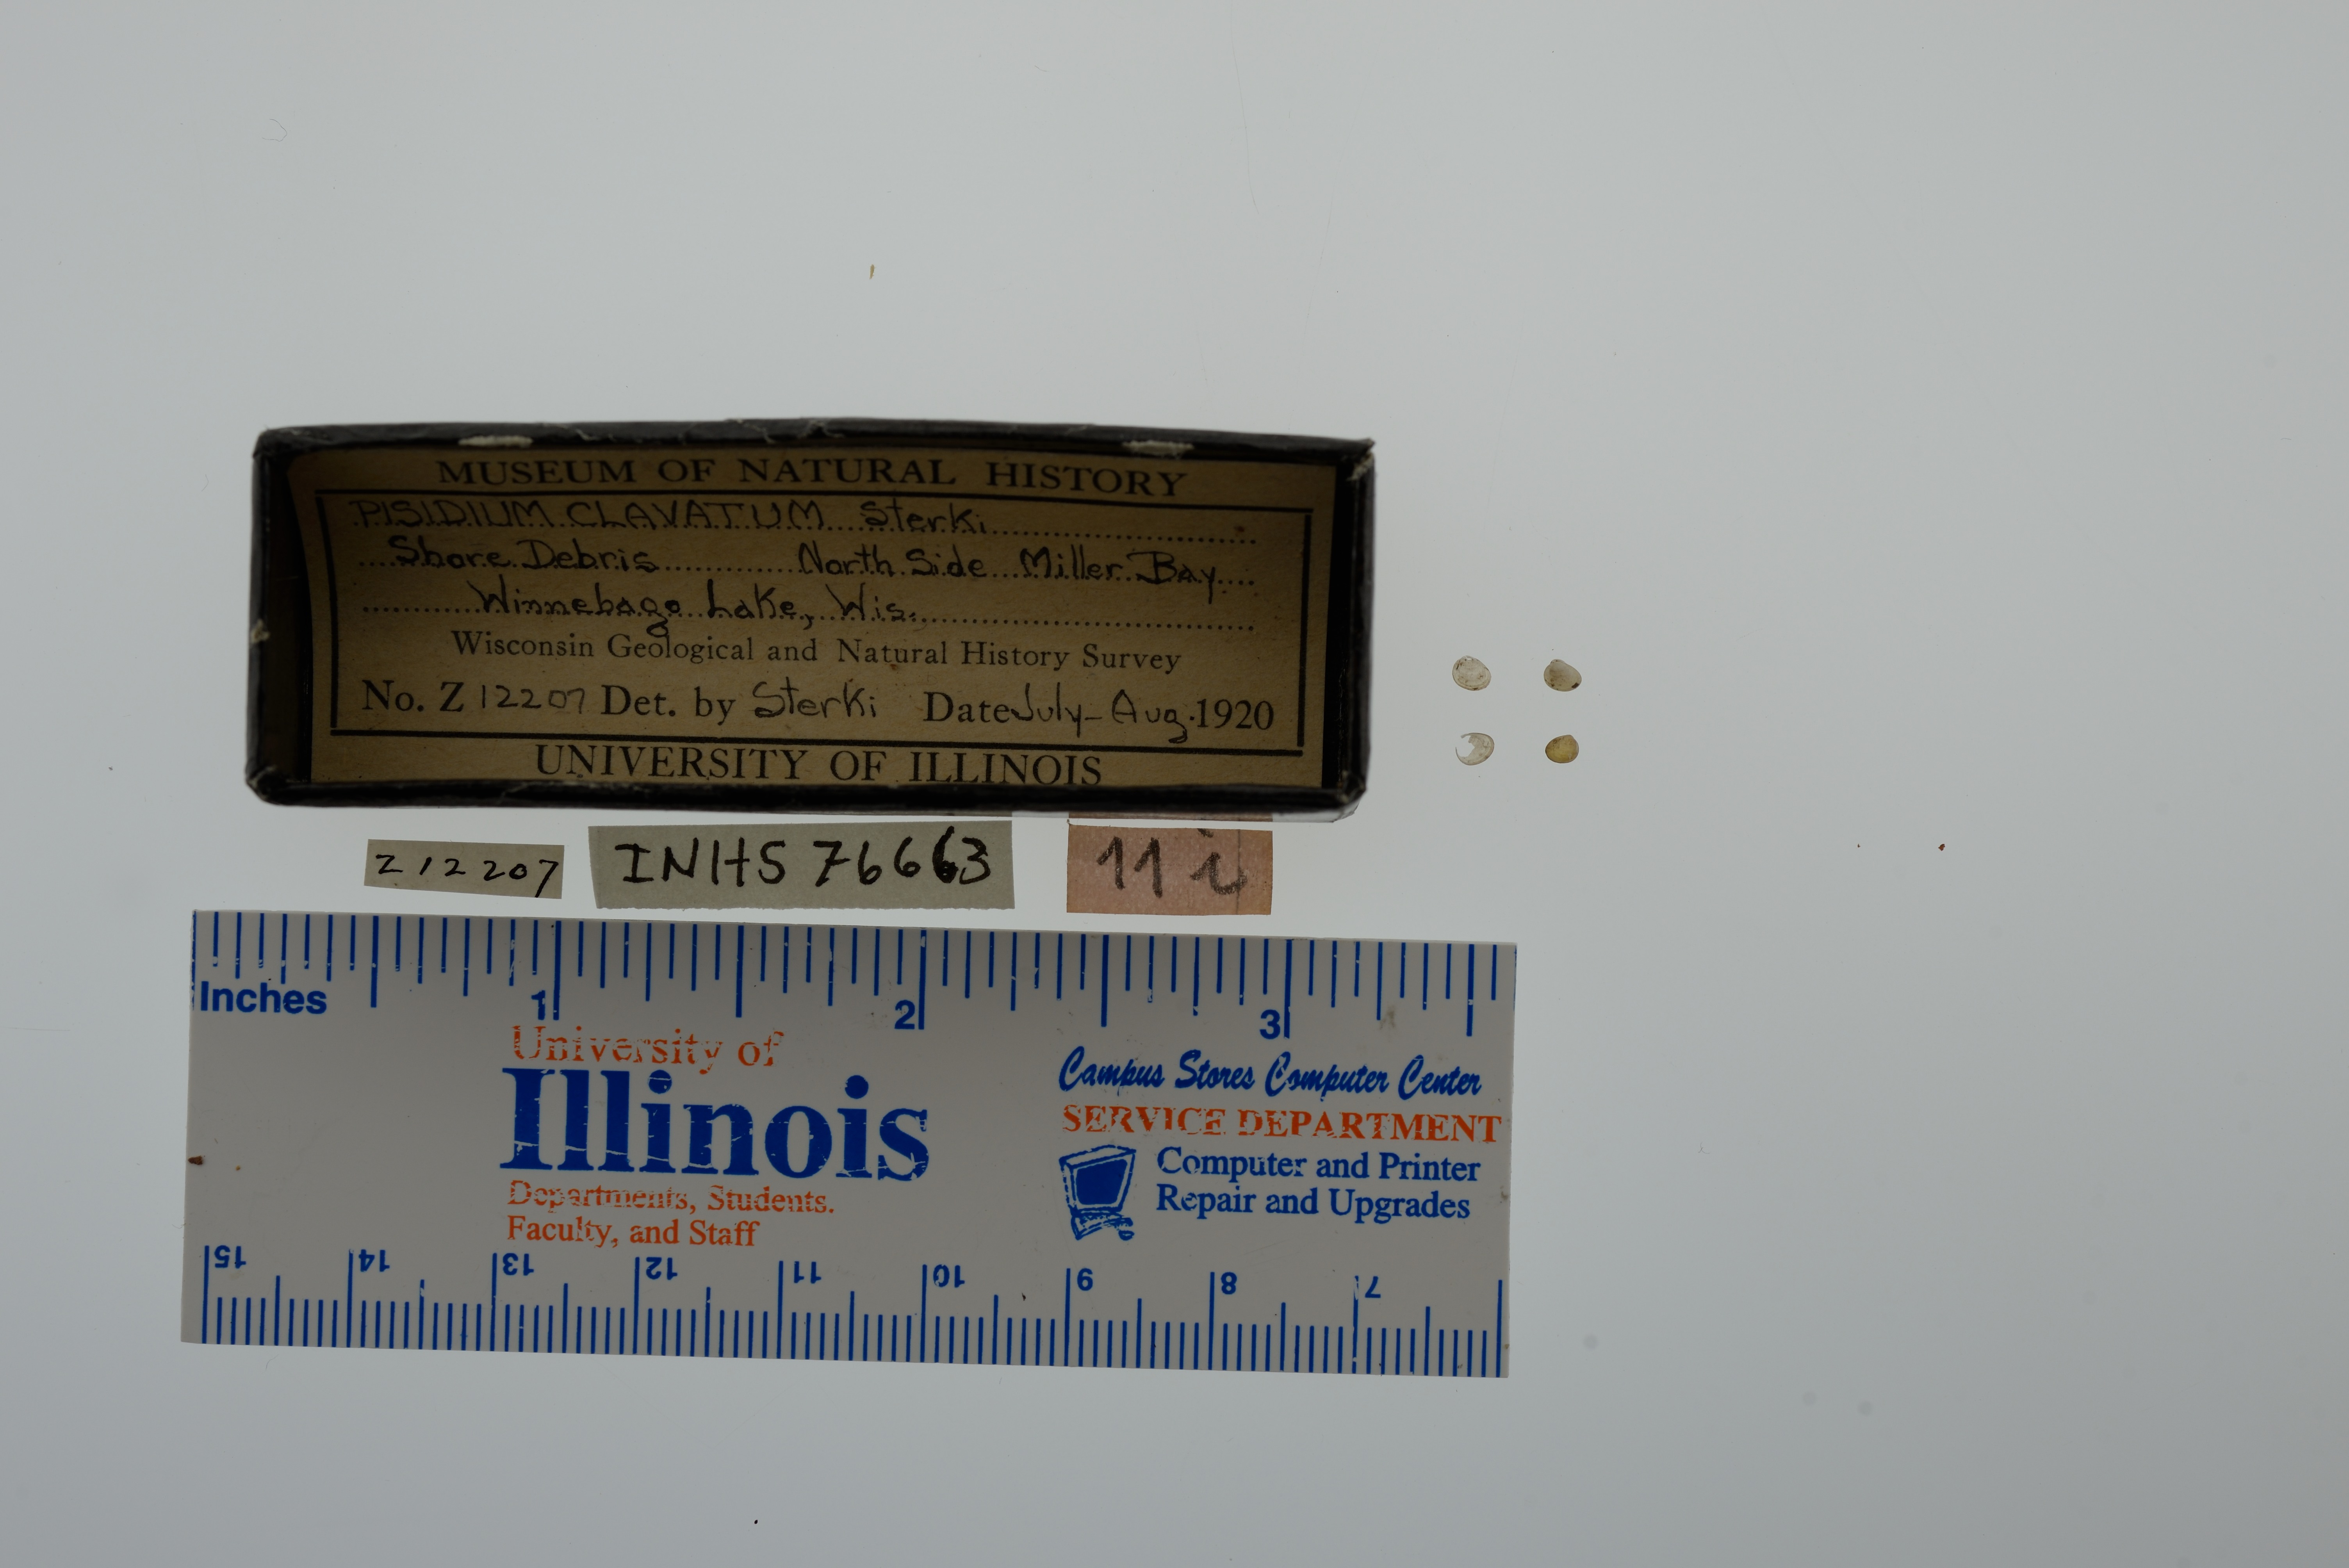 MUSEUM OF NATURAL HISTORY
PISIDIUM CLAVATUM Sterki
Shore Debris North Side Miller Bay
Winnebago Lake, Wis.
Wisconsin Geological and Natural History Survey
No. Z 12207 Det. by Sterki Date July-Aug. 1920
UNIVERSITY OF ILLINOIS
Z12207
INHS 76663
11 i
Inches 1 2 3
University of
Illinois
Departments, Students.
Faculty, and Staff
Campus Stores Computer Center
SERVICE DEPARTMENT
Computer and Printer
Repair and Upgrades
15 14 13 12 11 10 9 8 7